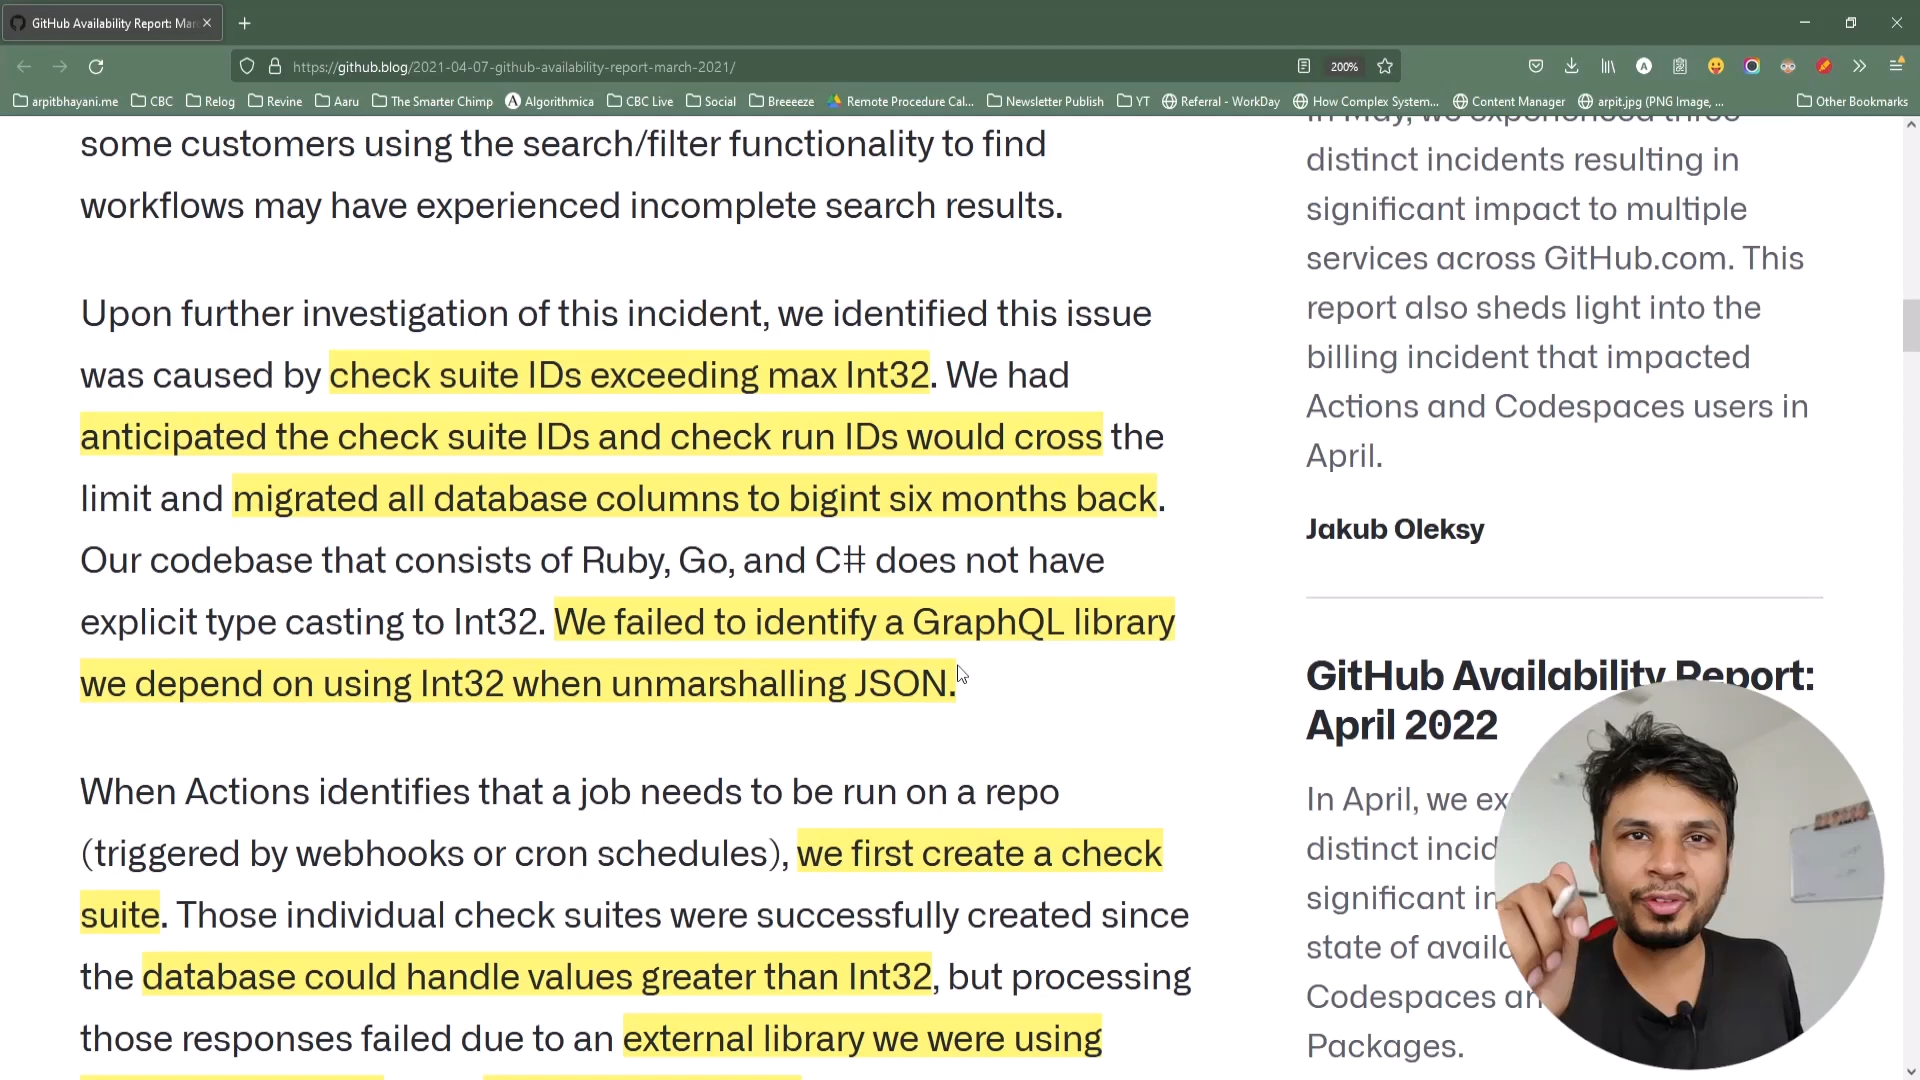 GitHub Availability Report: Mar
https://github.blog/2021-04-07-github-availability-report-march-2021/
200%
arpitbhayani.me CBC Relog Revine Aaru The Smarter Chimp Algorithmica CBC Live Social Breeeeze Remote Procedure Cal... Newsletter Publish YT Referral - WorkDay How Complex System... Content Manager arpit.jpg (PNG Image, ... Other Bookmarks
some customers using the search/filter functionality to find
workflows may have experienced incomplete search results.
Upon further investigation of this incident, we identified this issue
was caused by check suite IDs exceeding max Int32. We had
anticipated the check suite IDs and check run IDs would cross the
limit and migrated all database columns to bigint six months back.
Our codebase that consists of Ruby, Go, and C# does not have
explicit type casting to Int32. We failed to identify a GraphQL library
we depend on using Int32 when unmarshalling JSON.
When Actions identifies that a job needs to be run on a repo
(triggered by webhooks or cron schedules), we first create a check
suite. Those individual check suites were successfully created since
the database could handle values greater than Int32, but processing
those responses failed due to an external library we were using
In May, we experienced three
distinct incidents resulting in
significant impact to multiple
services across GitHub.com. This
report also sheds light into the
billing incident that impacted
Actions and Codespaces users in
April.
Jakub Oleksy
GitHub Availability Report:
April 2022
In April, we ex
distinct incid
significant
state of
Codespaces
Packages.